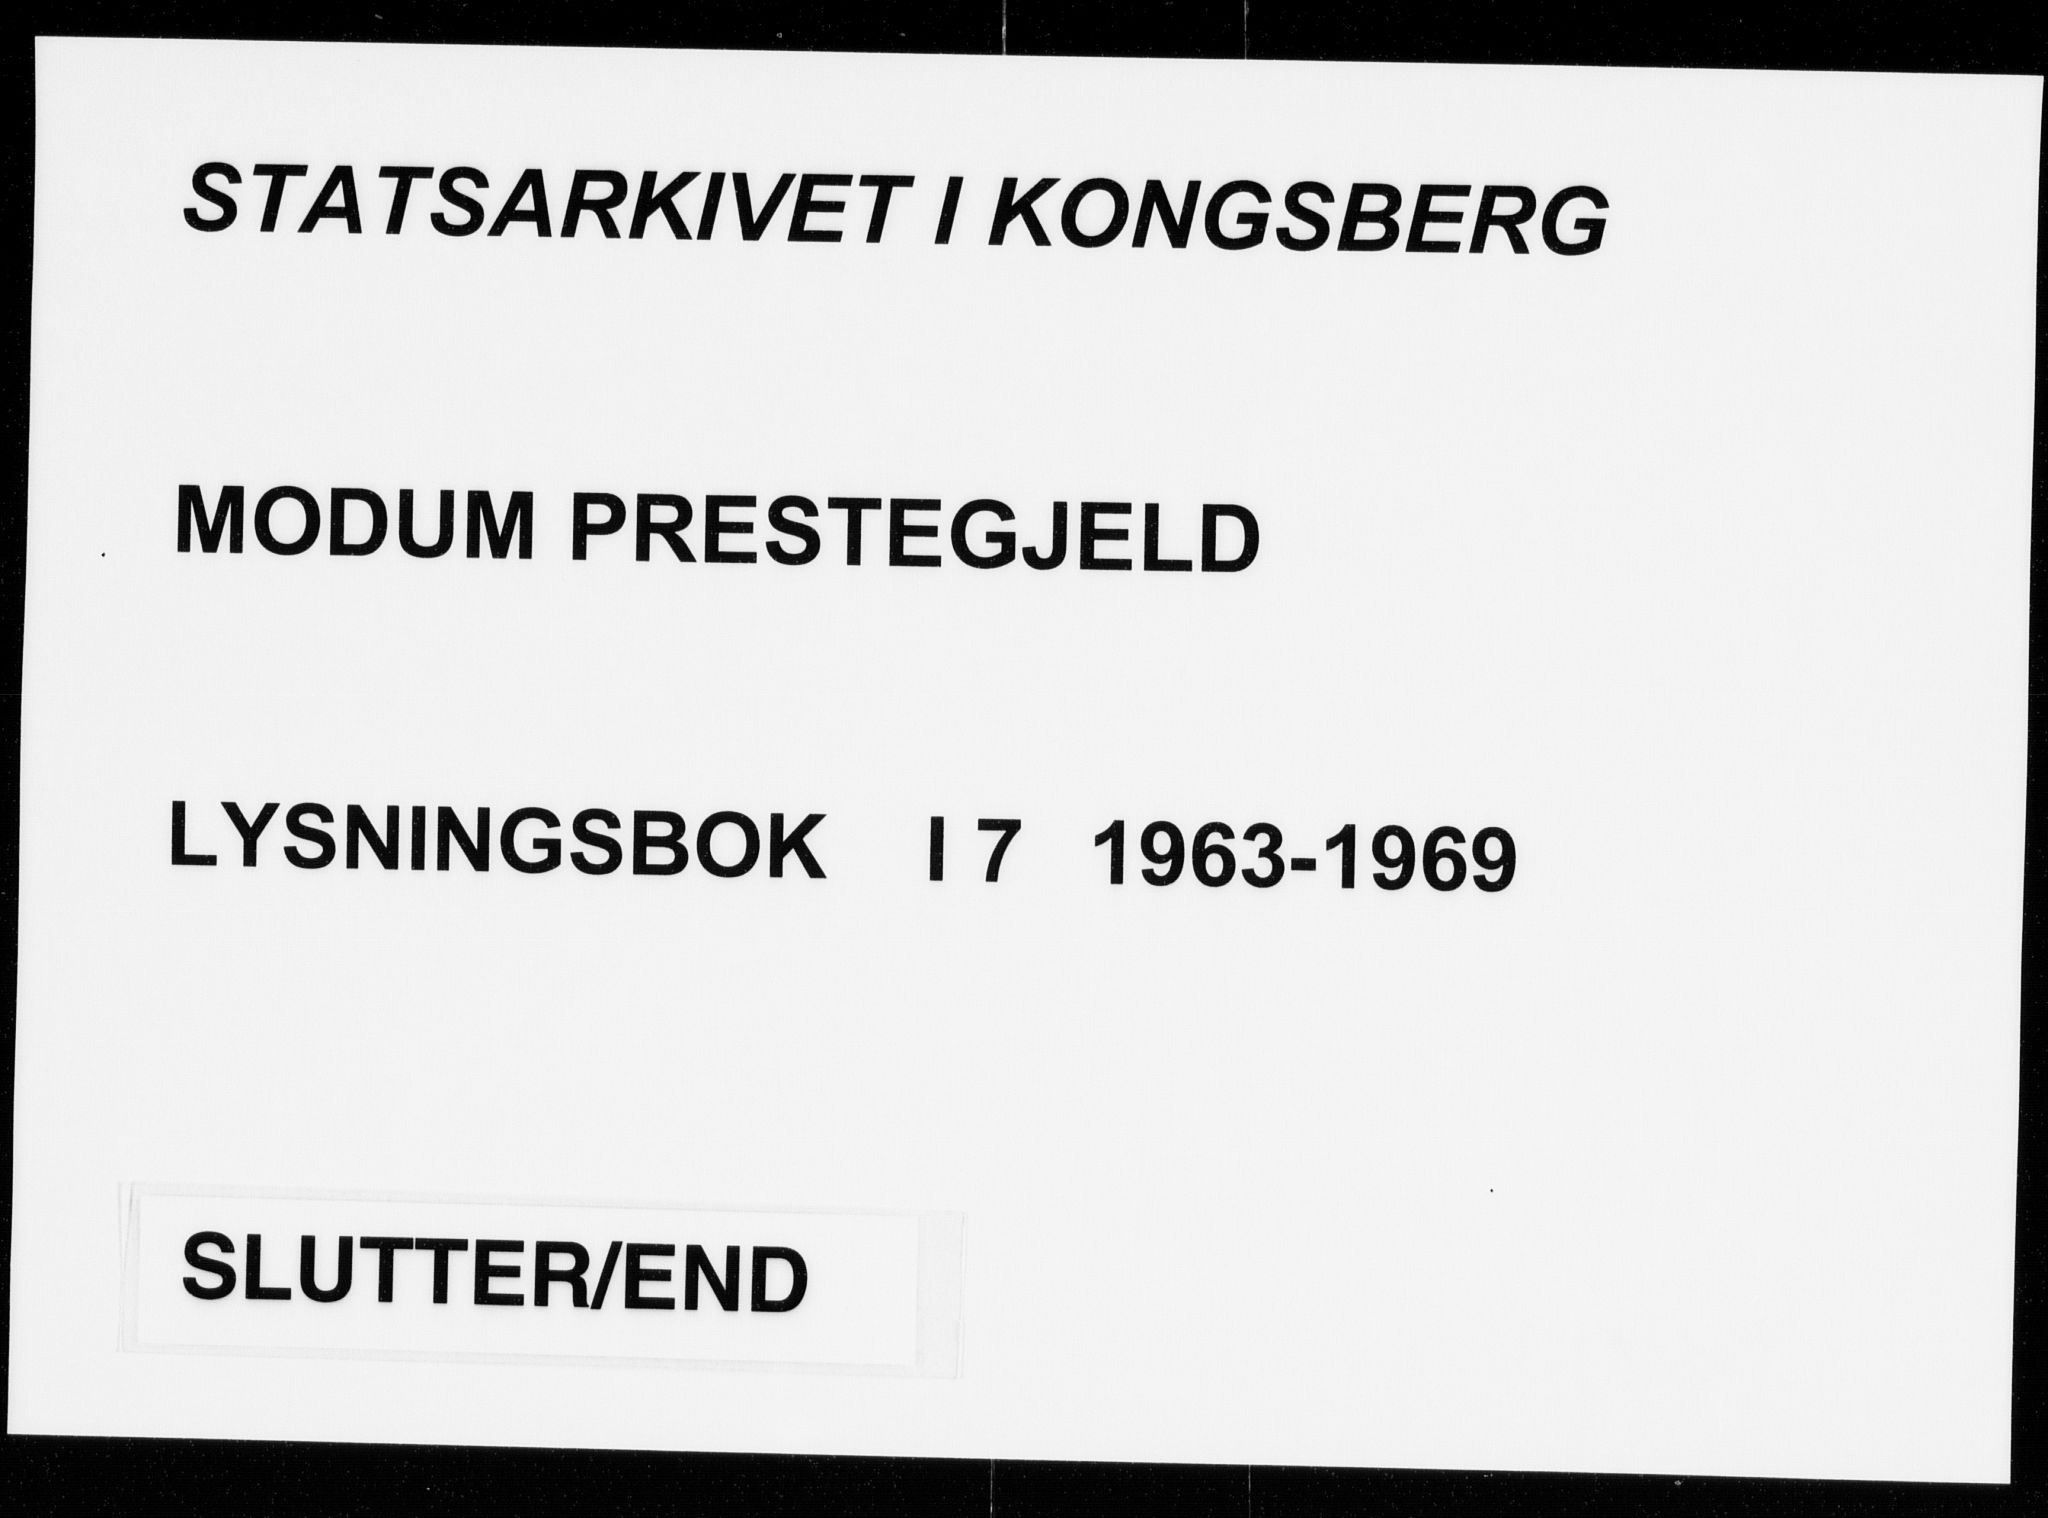 STATSARKIVET I KONGSBERG
MODUM PRESTEGJELD
LYSNINGSBOK I 7 1963-1969
SLUTTER/END